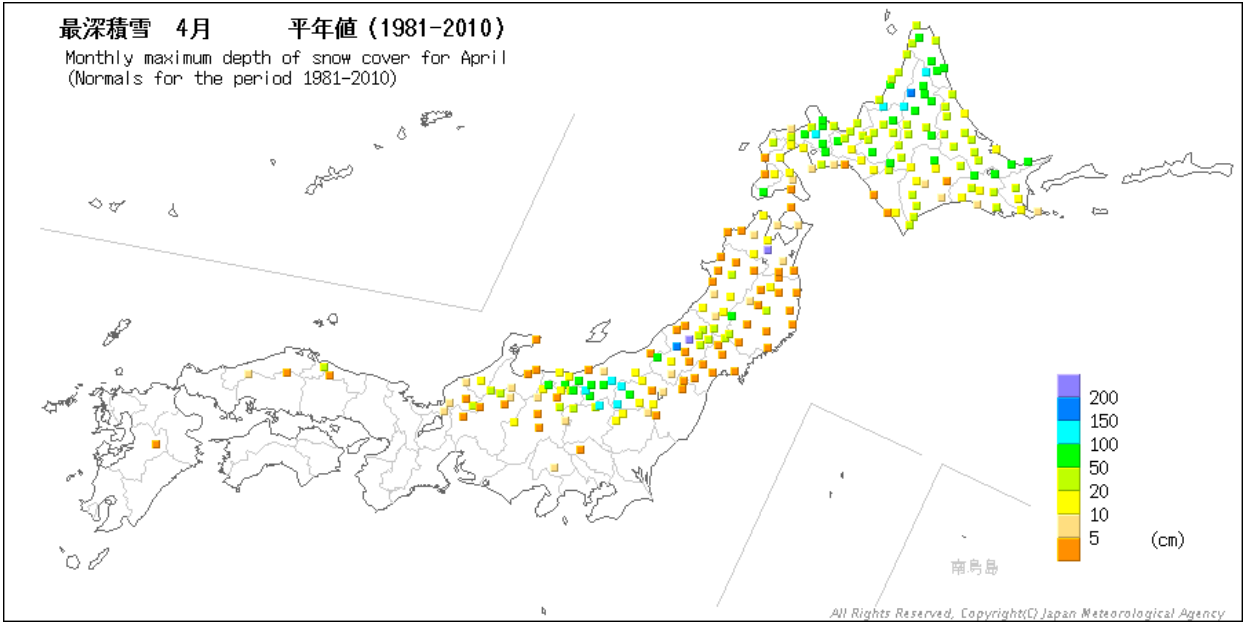 最深積雪 4月 平年値(1981-2010)
Monthly maximum depth of snow cover for April
(Normals for the period 1981-2010)
200
150
100
50
20
10
5
(cm)
南鳥島
All Rights Reserved, Copyright(C) Japan Meteorological Agency